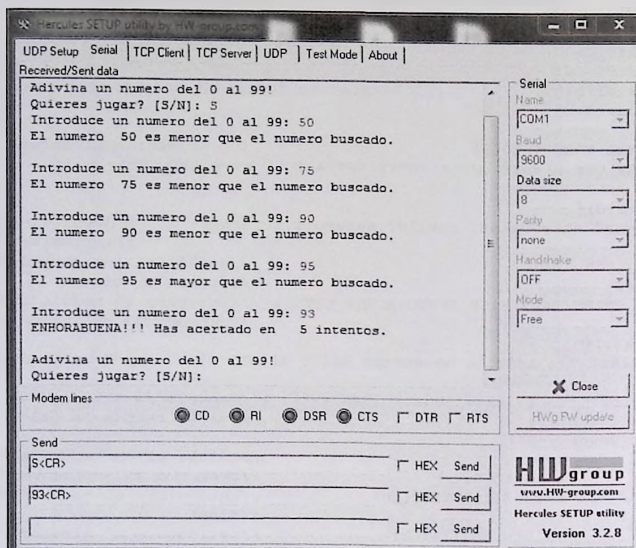 Hercules SETUP utility by HW-group.com
UDP Setup Serial TCP Client TCP Server UDP Test Mode About
Received/Sent data
Adivina un numero del 0 al 99!
Quieres jugar? [S/N]: S
Introduce un numero del 0 al 99: 50
El numero 50 es menor que el numero buscado.
Introduce un numero del 0 al 99: 75
El numero 75 es menor que el numero buscado.
Introduce un numero del 0 al 99: 90
El numero 90 es menor que el numero buscado.
Introduce un numero del 0 al 99: 95
El numero 95 es mayor que el numero buscado.
Introduce un numero del 0 al 99: 93
ENHORABUENA!!! Has acertado en 5 intentos.
Adivina un numero del 0 al 99!
Quieres jugar? [S/N]:
Serial
Name
COM1
Baud
9600
Data size
8
Parity
none
Handshake
OFF
Mode
Free
Close
HWg FW update
Modem lines
CD RI DSR CTS DTR RTS
Send
S<CR> HEX Send
93<CR> HEX Send
HEX Send
HW group
www.HW-group.com
Hercules SETUP utility
Version 3.2.8